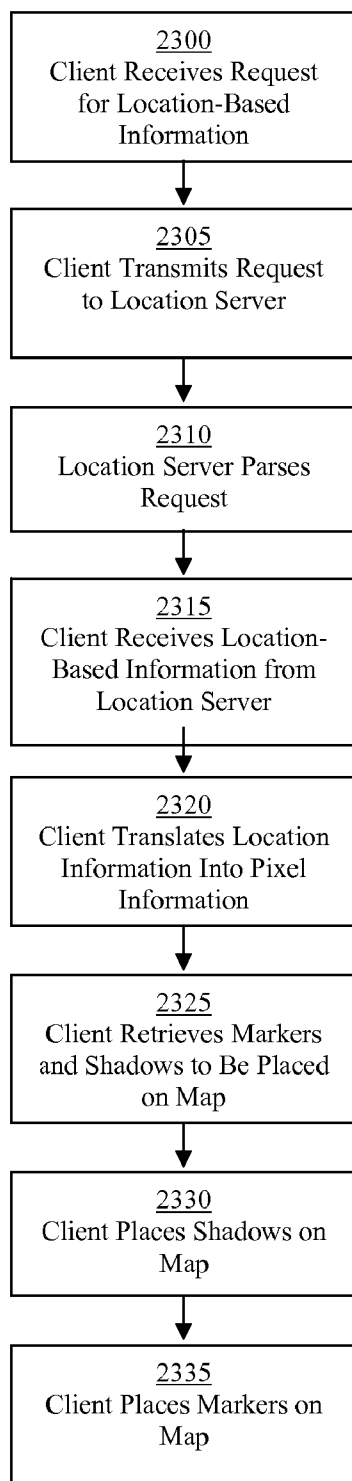 2300
Client Receives Request
for Location-Based
Information
2305
Client Transmits Request
to Location Server
2310
Location Server Parses
Request
2315
Client Receives Location-
Based Information from
Location Server
2320
Client Translates Location
Information Into Pixel
Information
2325
Client Retrieves Markers
and Shadows to Be Placed
on Map
2330
Client Places Shadows on
Map
2335
Client Places Markers on
Map